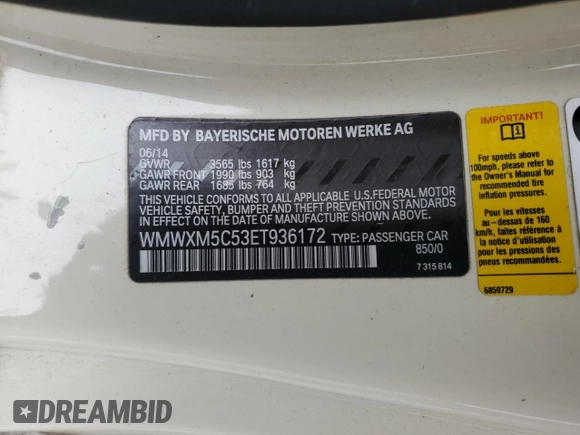 MFD BY BAYERISCHE MOTOREN WERKE AG
06/14
GVWR 3565 lbs 1617 kg
GAWR FRONT 1990 lbs 903 kg
GAWR REAR 1685 lbs 764 kg
THIS VEHICLE CONFORMS TO ALL APPLICABLE U.S.FEDERAL MOTOR
VEHICLE SAFETY, BUMPER AND THEFT PREVENTION STANDARDS IN
EFFECT ON THE DATE OF MANUFACTURE SHOWN ABOVE.
WMWXM5C53ET936172 TYPE: PASSENGER CAR
850/0
7 315 814
IMPORTANT!
For speeds above
100mph, please refer to
the Owner's Manual for
recommended tire
inflation pressures.
Pour les vitesses au
- dessus de 160
km/h, faites référence à
la notice d'utilisation
pour les pressions des
pneus recommandées.
6859729
DREAMBID